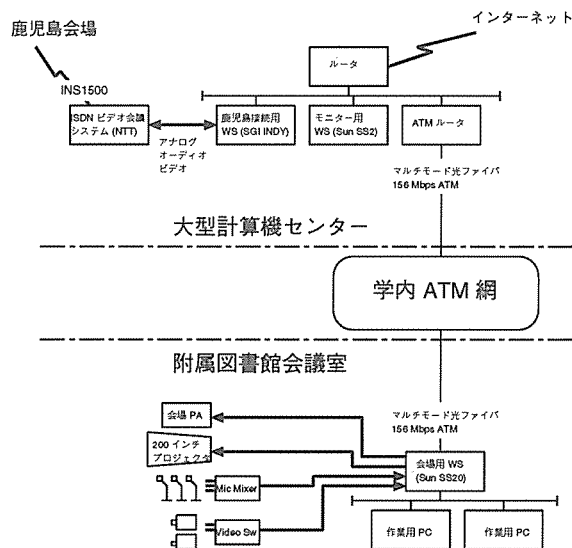 鹿児島会場
インターネット
ルータ
INS1500
ISDN ビデオ会議
システム (NTT)
アナログ
オーディオ
ビデオ
鹿児島接続用
WS (SGI INDY)
モニター用
WS (Sun SS2)
ATM ルータ
マルチモード光ファイバ
156 Mbps ATM
大型計算機センター
学内 ATM 網
附属図書館会議室
マルチモード光ファイバ
156 Mbps ATM
会場 PA
200 インチ
プロジェクタ
会場用 WS
(Sun SS20)
Mic Mixer
Video Sw
作業用 PC
作業用 PC